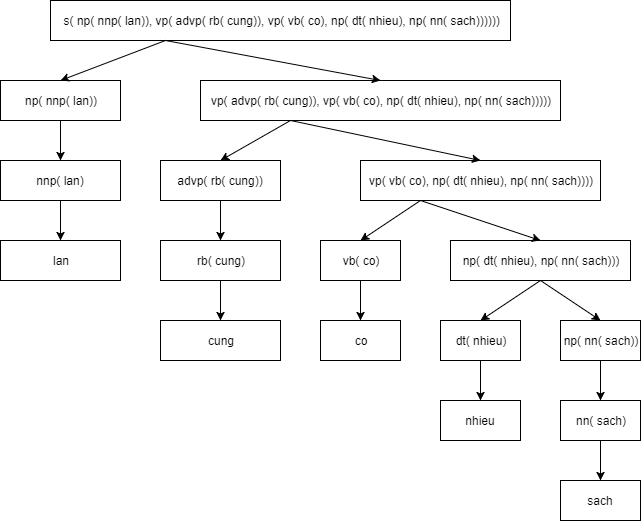 s( np( nnp( lan)), vp( advp( rb( cung)), vp( vb( co), np( dt( nhieu), np( nn( sach))))))
np( nnp( lan))
vp( advp( rb( cung)), vp( vb( co), np( dt( nhieu), np( nn( sach)))))
nnp( lan)
advp( rb( cung))
vp( vb( co), np( dt( nhieu), np( nn( sach))))
lan
rb( cung)
vb( co)
np( dt( nhieu), np( nn( sach)))
cung
co
dt( nhieu)
np( nn( sach))
nhieu
nn( sach)
sach